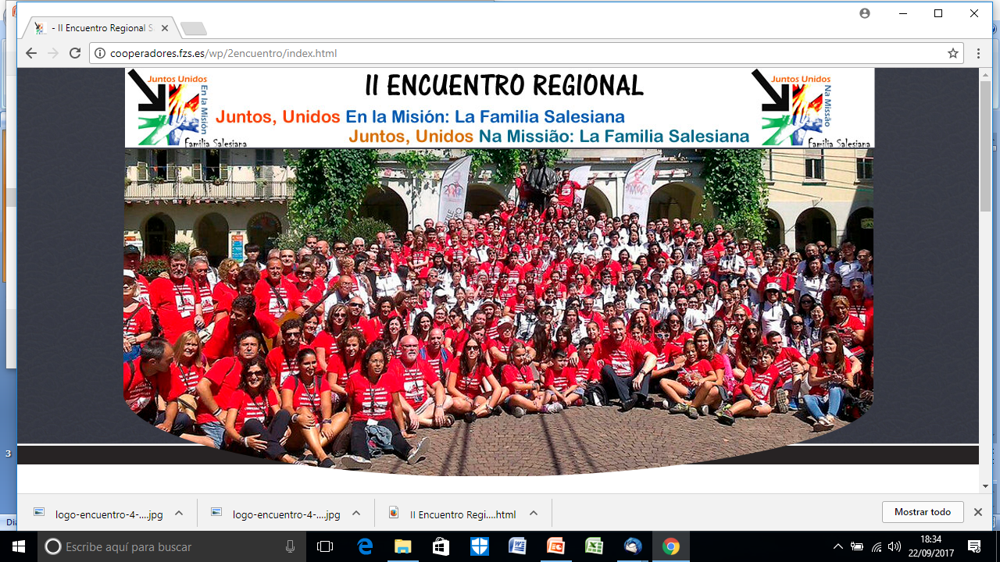 - II Encuentro Regional S
cooperadores.fzs.es/wp/2encuentro/index.html
Juntos Unidos
En la Misión
Familia Salesiana
II ENCUENTRO REGIONAL
Juntos, Unidos En la Misión: La Familia Salesiana
Juntos, Unidos Na Missião: La Familia Salesiana
Juntos Unidos
Na Missão
Familia Salesiana
3
Dia
logo-encuentro-4-....jpg
logo-encuentro-4-....jpg
II Encuentro Regi....html
Mostrar todo
Escribe aquí para buscar
18:34
22/09/2017